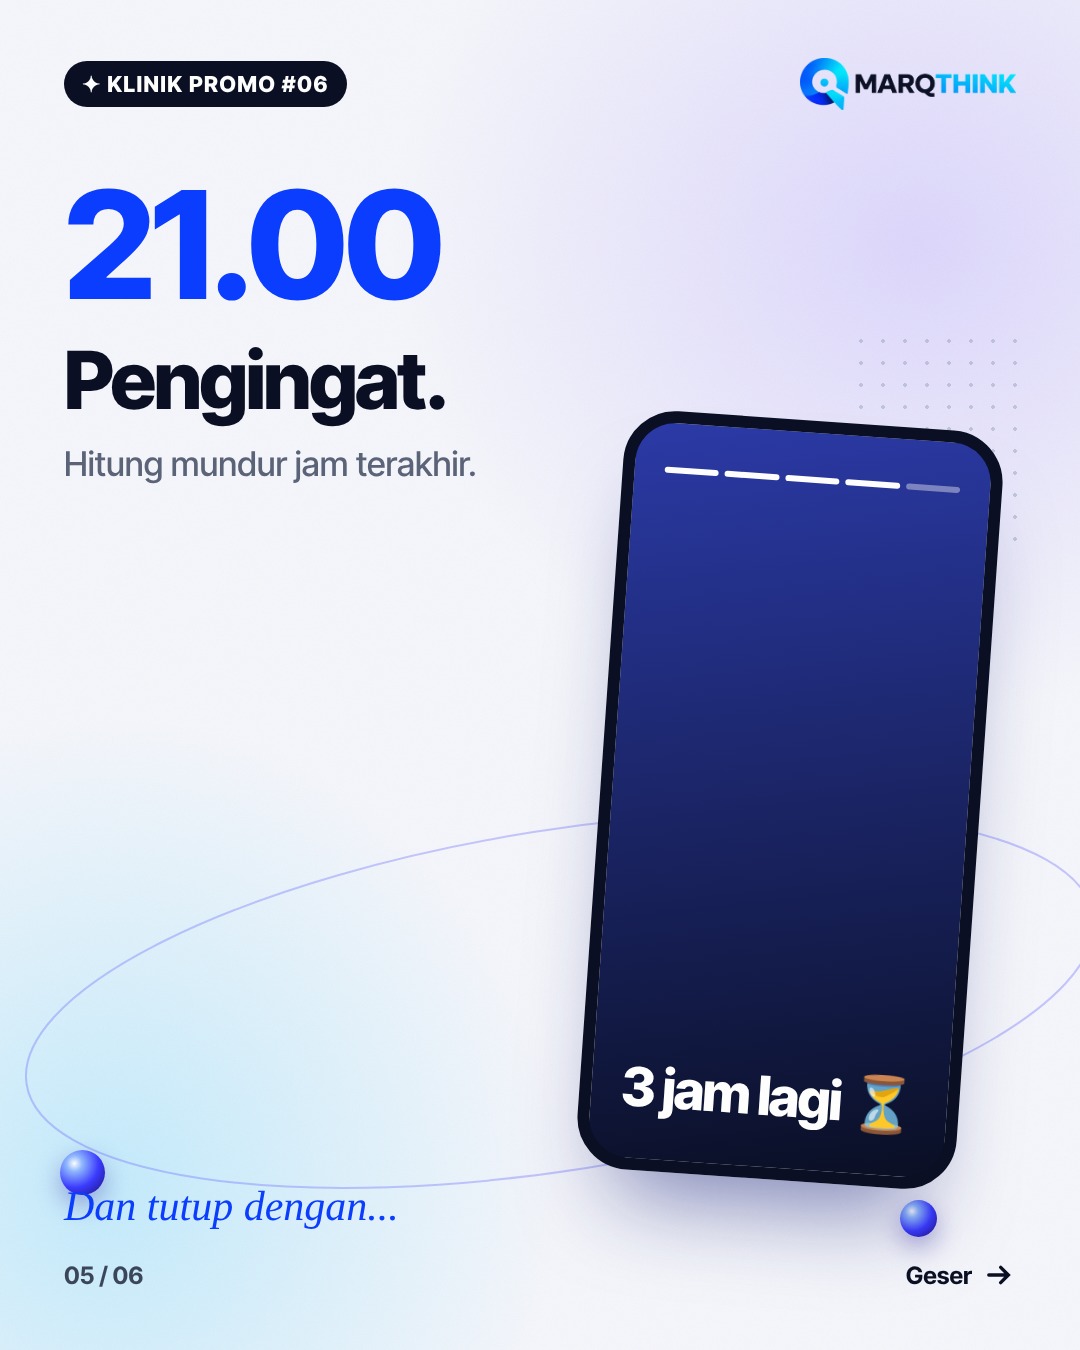 ✦ KLINIK PROMO #06
MARQTHINK
21.00
Pengingat.
Hitung mundur jam terakhir.
3 jam lagi ⏳
Dan tutup dengan...
05 / 06
Geser →